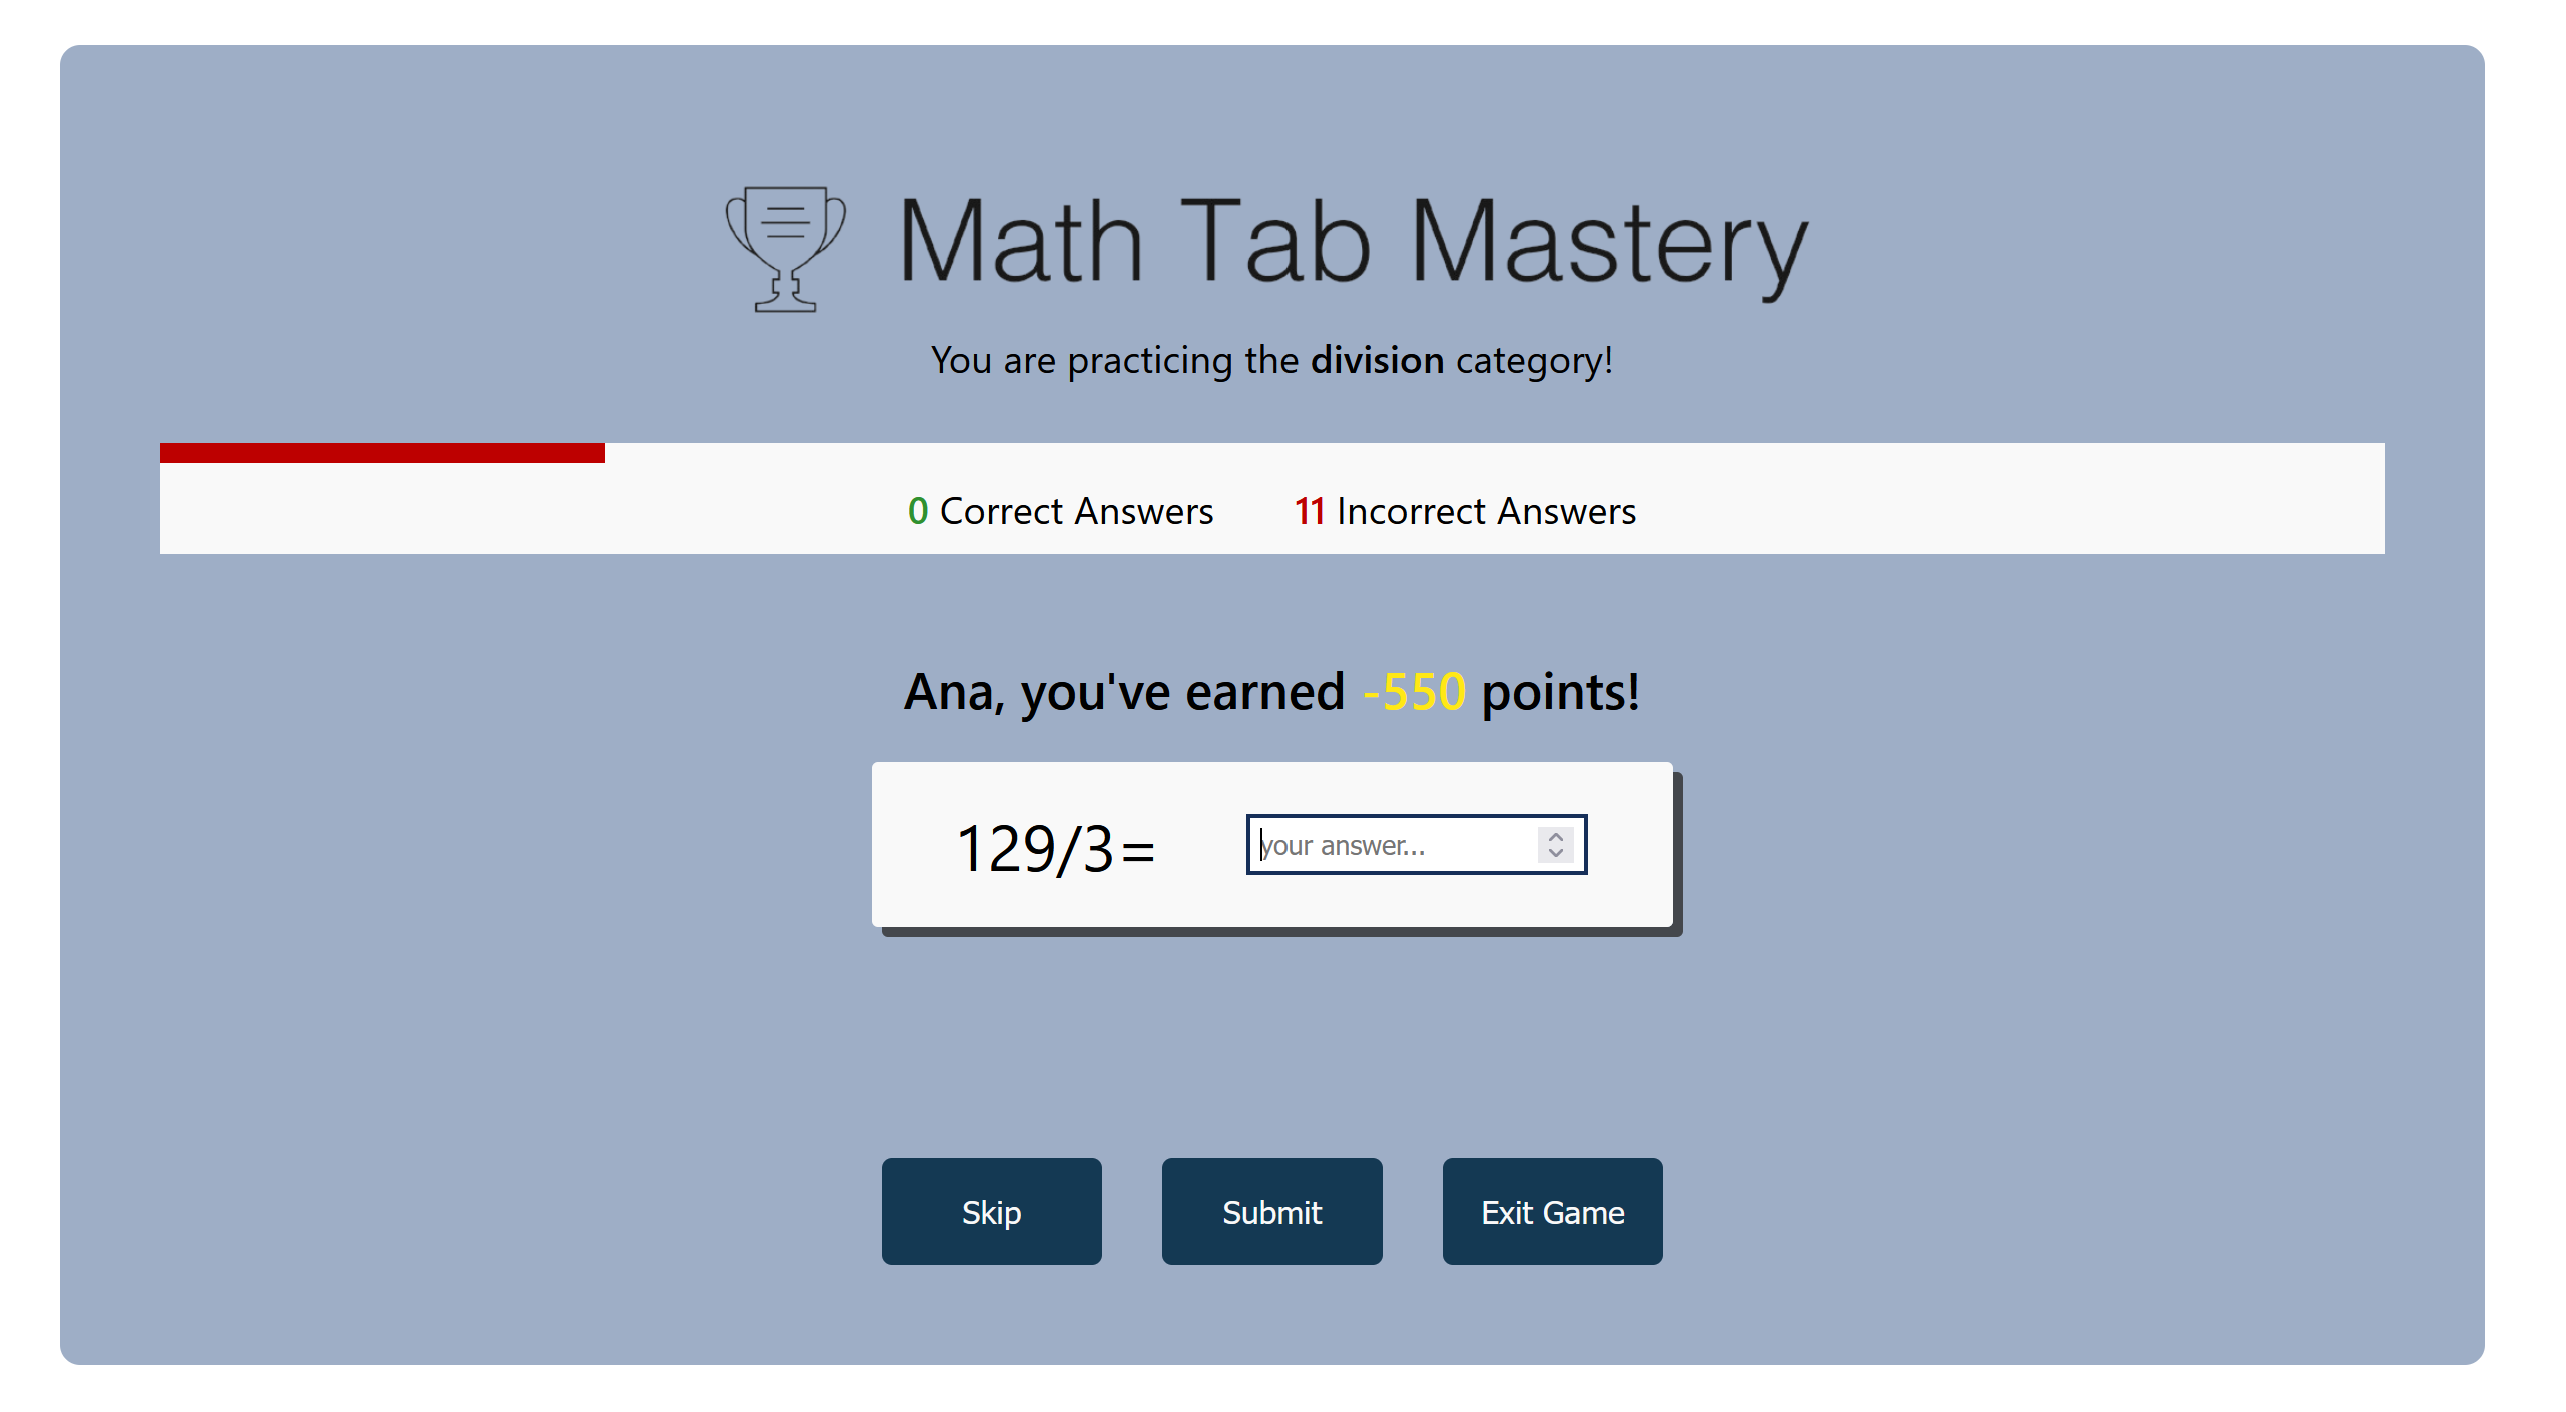 Math Tab Mastery
You are practicing the division category!
0 Correct Answers 11 Incorrect Answers
Ana, you've earned -550 points!
129/3= your answer...
Skip Submit Exit Game